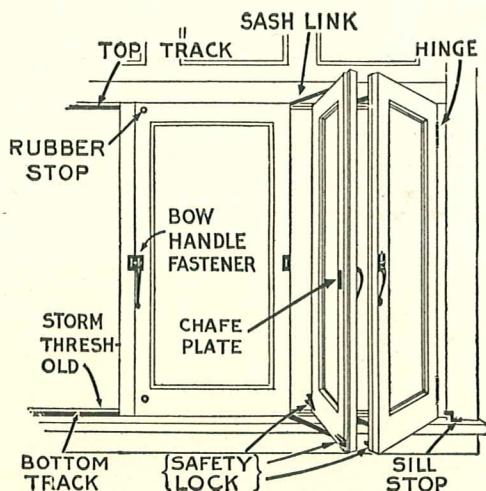 SASH LINK
TOP TRACK
HINGE
RUBBER
STOP
BOW
HANDLE
FASTENER
STORM
THRESH-
OLD
CHAFE
PLATE
BOTTOM
TRACK
{SAFETY}
{LOCK}
SILL
STOP